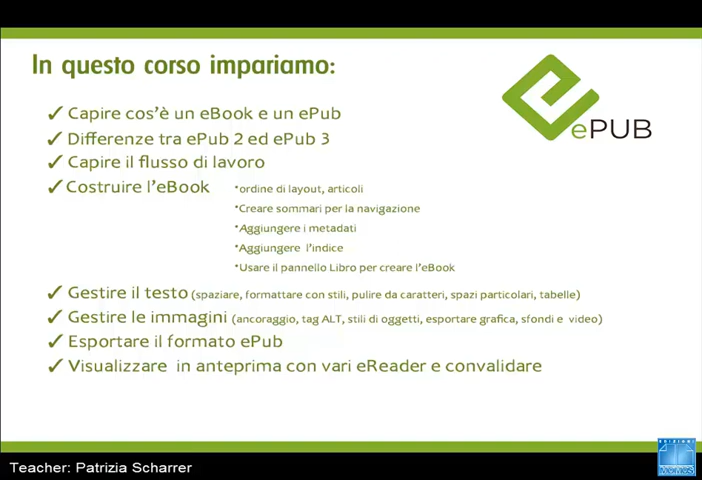 In questo corso impariamo:
ePUB
✓ Capire cos'è un eBook e un ePub
✓ Differenze tra ePub 2 ed ePub 3
✓ Capire il flusso di lavoro
✓ Costruire l'eBook
•ordine di layout, articoli
•Creare sommari per la navigazione
•Aggiungere i metadati
•Aggiungere l'indice
•Usare il pannello Libro per creare l'eBook
✓ Gestire il testo (spaziare, formattare con stili, pulire da caratteri, spazi particolari, tabelle)
✓ Gestire le immagini (ancoraggio, tag ALT, stili di oggetti, esportare grafica, sfondi e video)
✓ Esportare il formato ePub
✓ Visualizzare in anteprima con vari eReader e convalidare
EDIZIONI
MeMeS
Teacher: Patrizia Scharrer